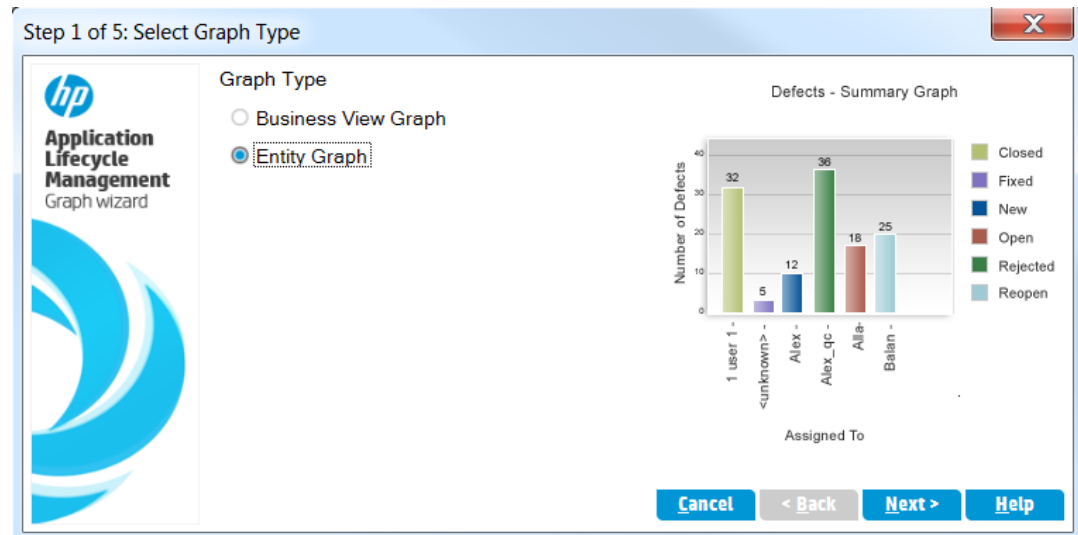 Step 1 of 5: Select Graph Type
X
hp
Application
Lifecycle
Management
Graph wizard
Graph Type
Business View Graph
Entity Graph
Defects - Summary Graph
Number of Defects
40
30
20
10
0
32
5
12
36
18
25
1 user 1 -
<unknown> -
Alex -
Alex_qc -
Alla-
Balan -
Assigned To
Closed
Fixed
New
Open
Rejected
Reopen
Cancel
< Back
Next >
Help